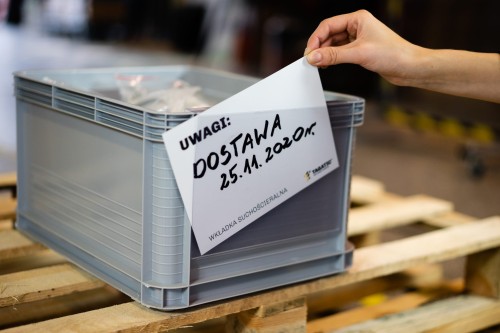 UWAGI:
DOSTAWA
25.11.2020r.
WKŁADKA SUCHOŚCIERALNA